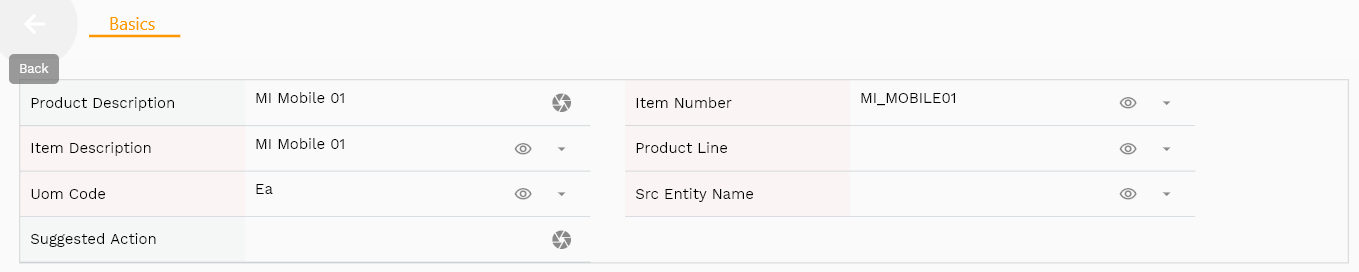 Basics
Back
Product Description MI Mobile 01 Item Number MI_MOBILE01
Item Description MI Mobile 01 Product Line
Uom Code Ea Src Entity Name
Suggested Action